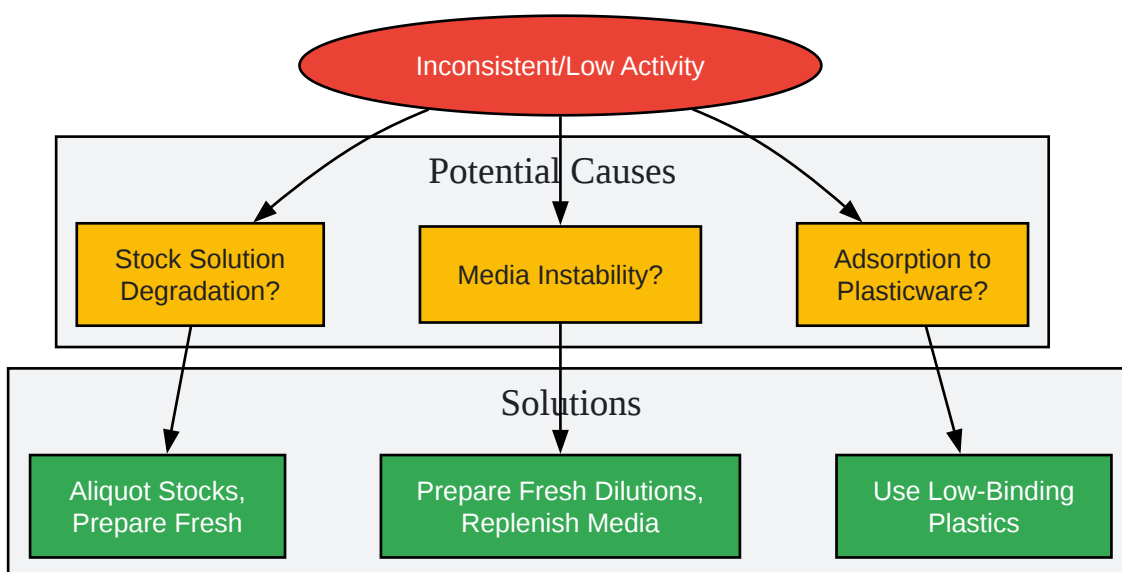 Inconsistent/Low Activity
Potential Causes
Stock Solution
Degradation?
Media Instability?
Adsorption to
Plasticware?
Solutions
Aliquot Stocks,
Prepare Fresh
Prepare Fresh Dilutions,
Replenish Media
Use Low-Binding
Plastics